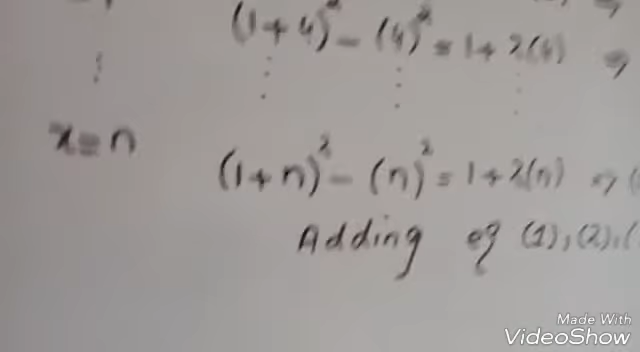 (1+4)² − (4)² = 1+2(4) ⇒
x=n (1+n)² − (n)² = 1+2(n) ⇒
Adding eq (1),(2),(
Made With
VideoShow